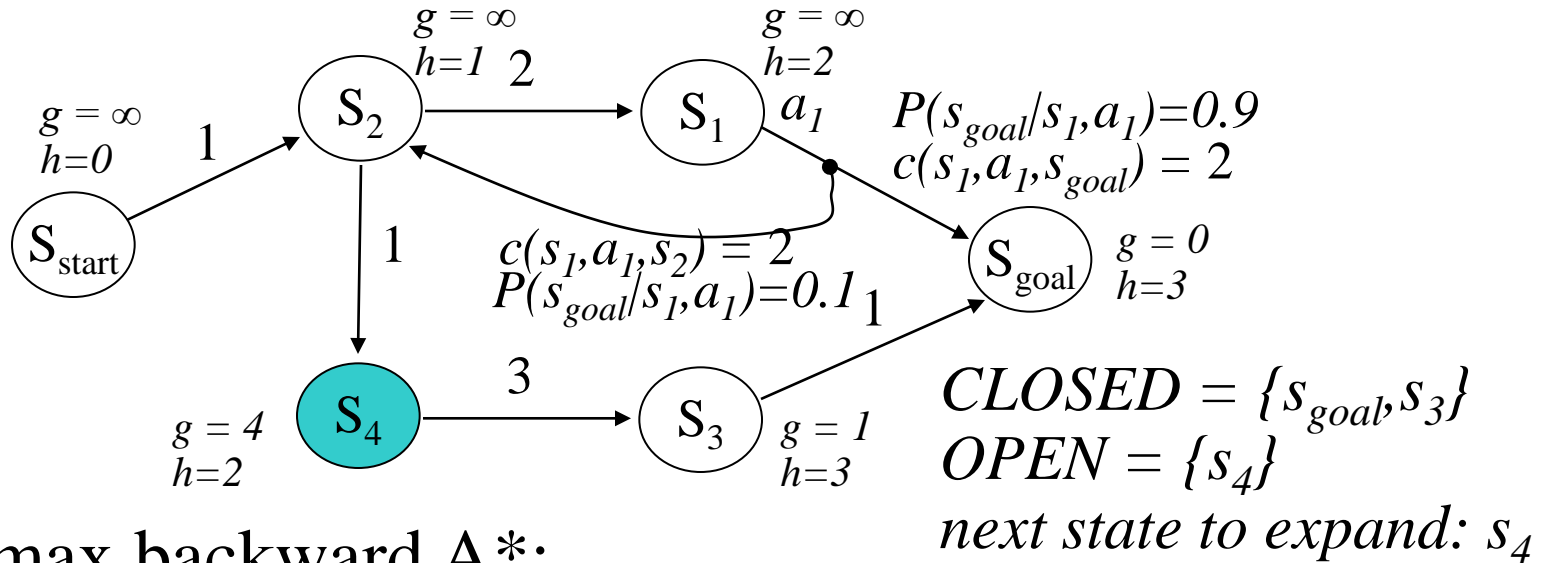 g = ∞
h=1
2
g = ∞
h=2
g = ∞
h=0
1
S2
S1
a1
P(sgoal/s1,a1)=0.9
c(s1,a1,sgoal) = 2
Sstart
1
c(s1,a1,s2) = 2
P(sgoal/s1,a1)=0.1
1
Sgoal
g = 0
h=3
g = 4
h=2
S4
3
S3
g = 1
h=3
CLOSED = {sgoal,s3}
OPEN = {s4}
next state to expand: s4
max backward A*: